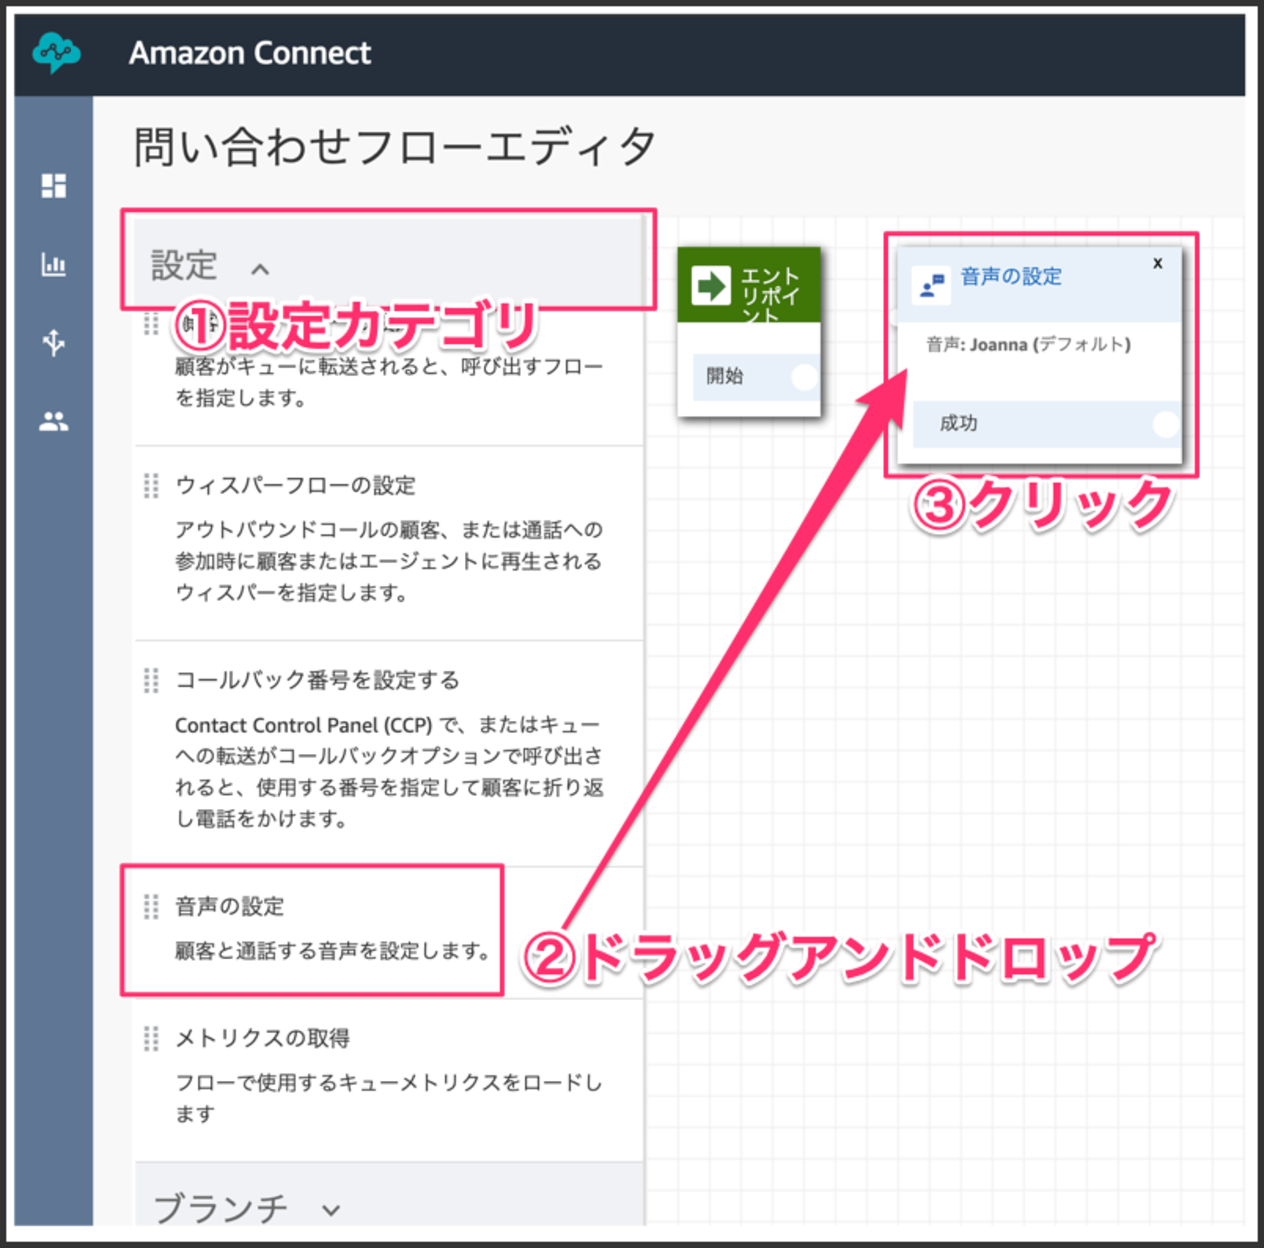 Amazon Connect
問い合わせフローエディタ
設定
①設定カテゴリ
顧客がキューに転送されると、呼び出すフロー
を指定します。
ウィスパーフローの設定
アウトバウンドコールの顧客、または通話への
参加時に顧客またはエージェントに再生される
ウィスパーを指定します。
コールバック番号を設定する
Contact Control Panel (CCP) で、またはキュー
への転送がコールバックオプションで呼び出さ
れると、使用する番号を指定して顧客に折り返
し電話をかけます。
音声の設定
顧客と通話する音声を設定します。
②ドラッグアンドドロップ
メトリクスの取得
フローで使用するキューメトリクスをロードし
ます
ブランチ
エント
リポイ
ント
開始
音声の設定
x
音声: Joanna (デフォルト)
成功
③クリック